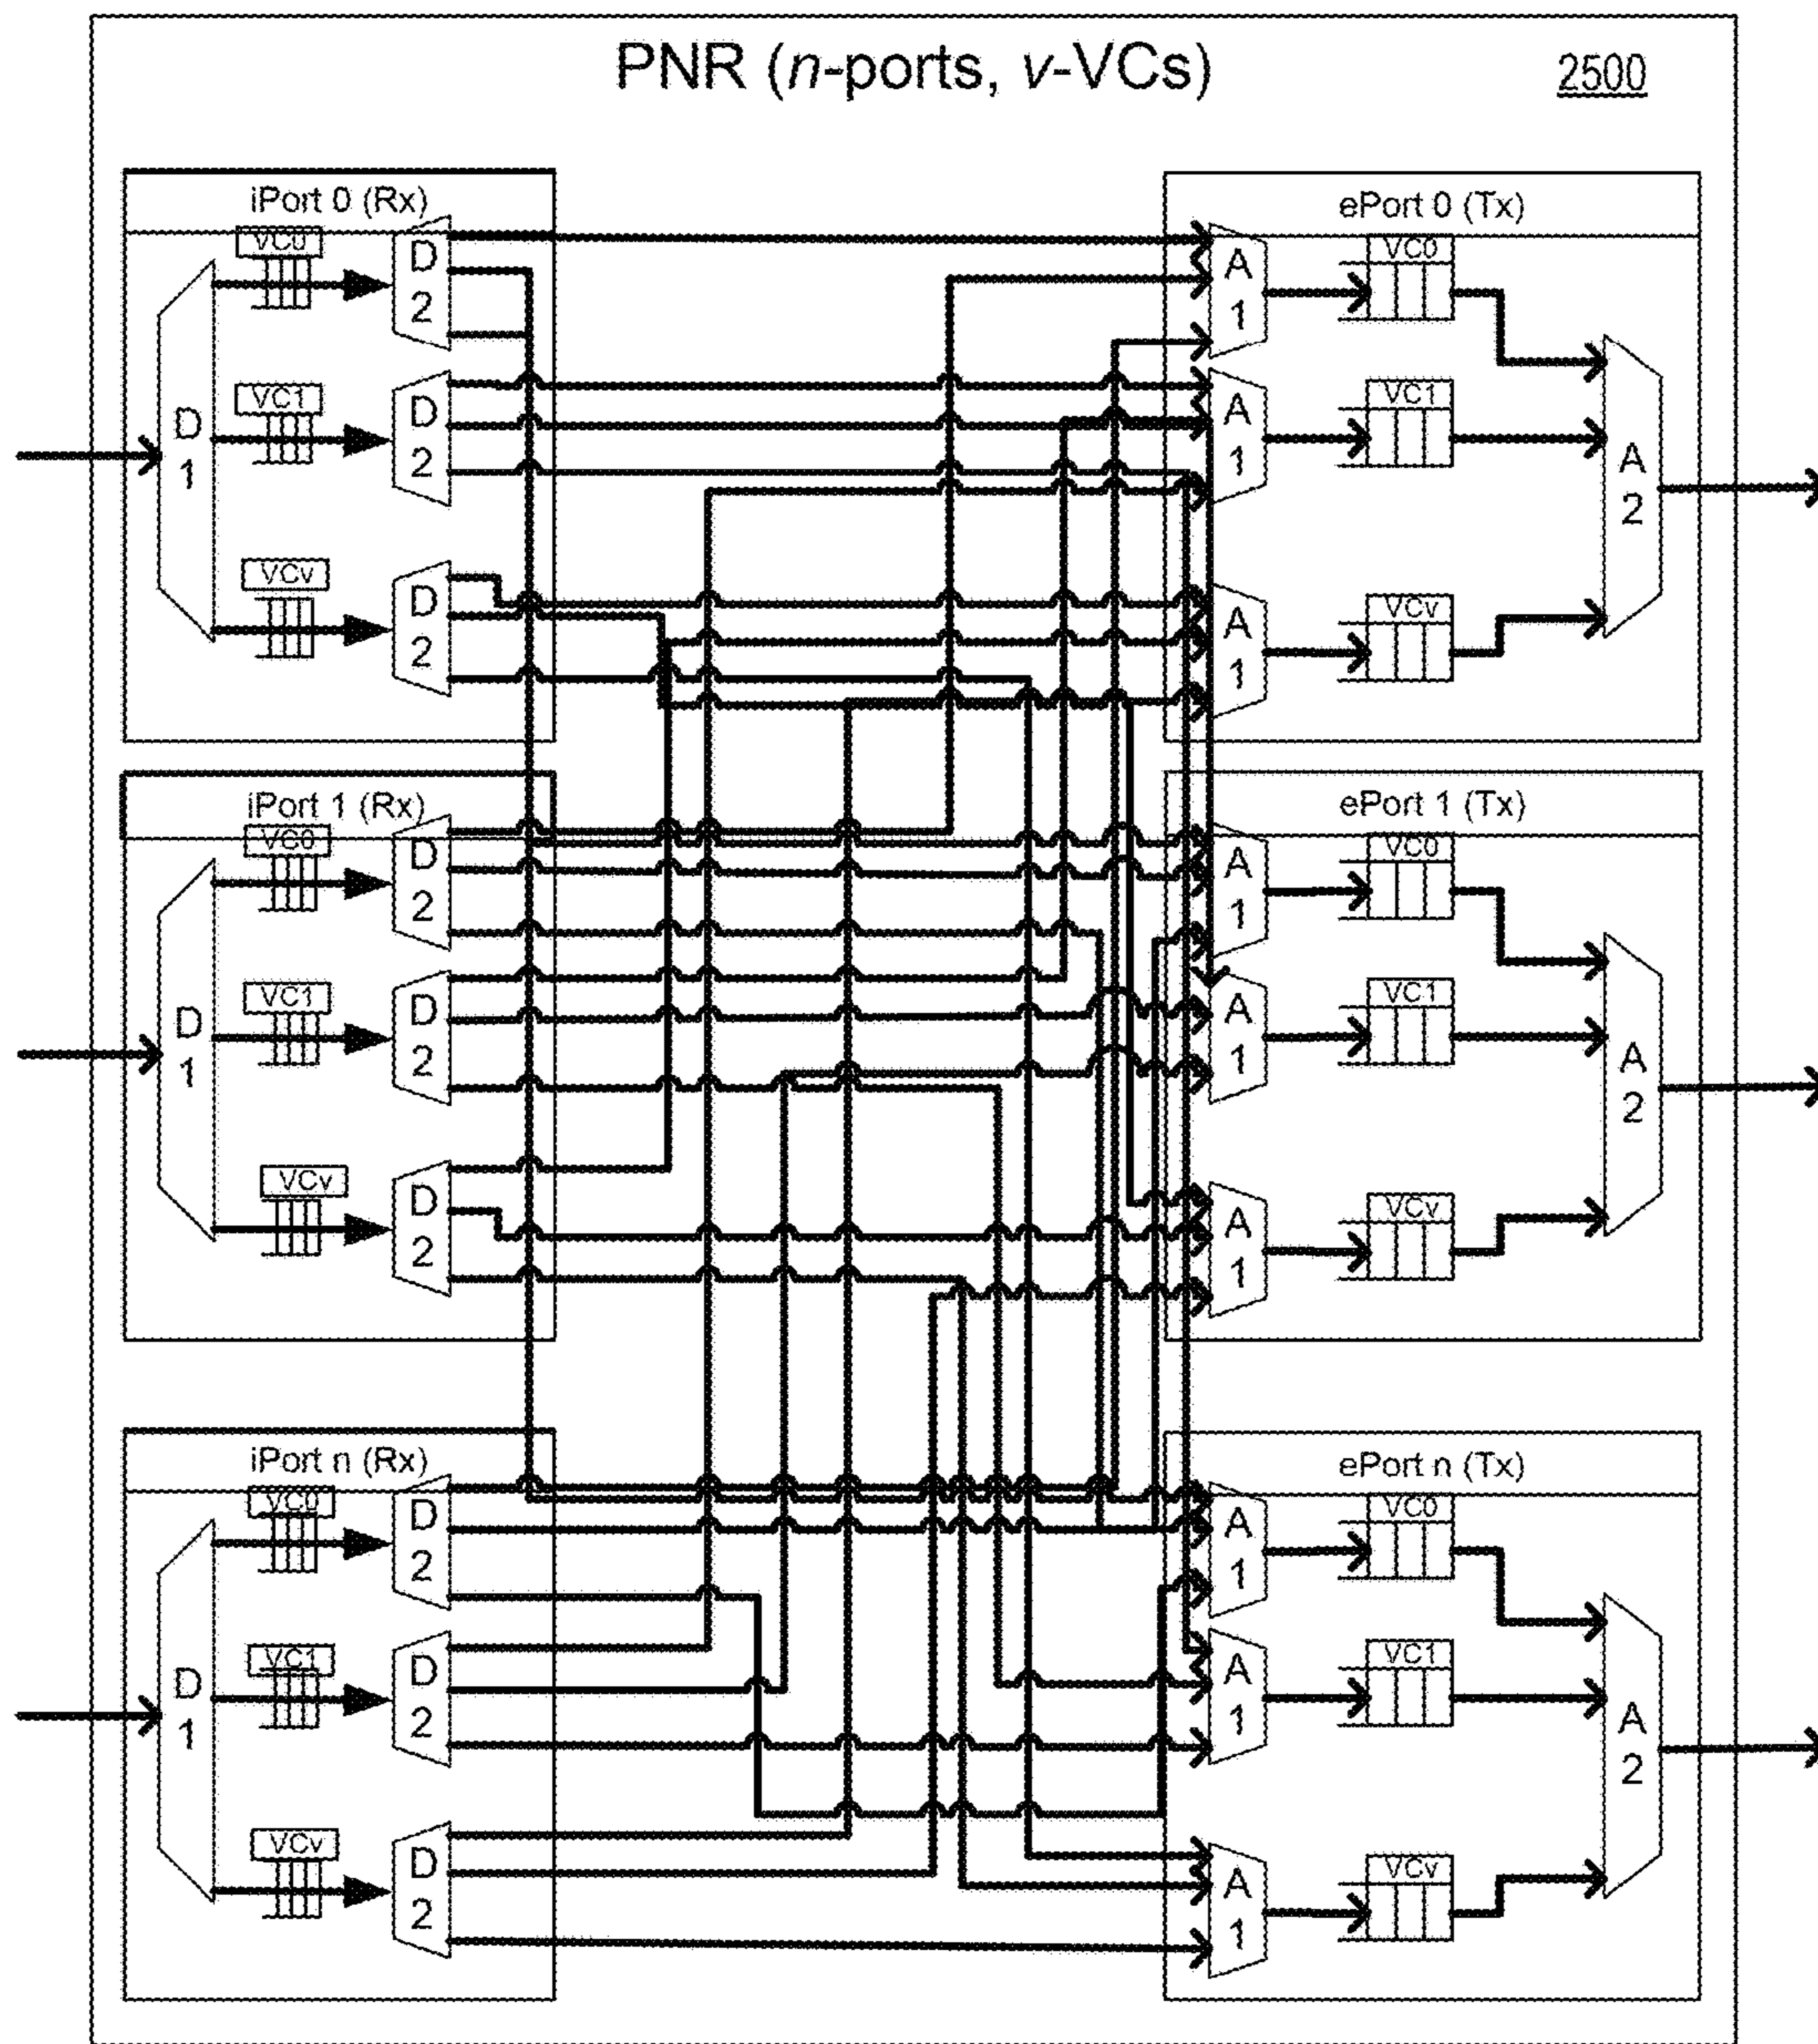 PNR (n-ports, v-VCs)
2500
iPort 0 (Rx)
VC0
D
2
VC1
D
1
D
2
VCv
D
2
ePort 0 (Tx)
A
1
VC0
A
1
VC1
A
2
A
1
VCv
iPort 1 (Rx)
VC0
D
2
VC1
D
1
D
2
VCv
D
2
ePort 1 (Tx)
A
1
VC0
A
1
VC1
A
2
A
1
VCv
iPort n (Rx)
VC0
D
2
VC1
D
1
D
2
VCv
D
2
ePort n (Tx)
A
1
VC0
A
1
VC1
A
2
A
1
VCv